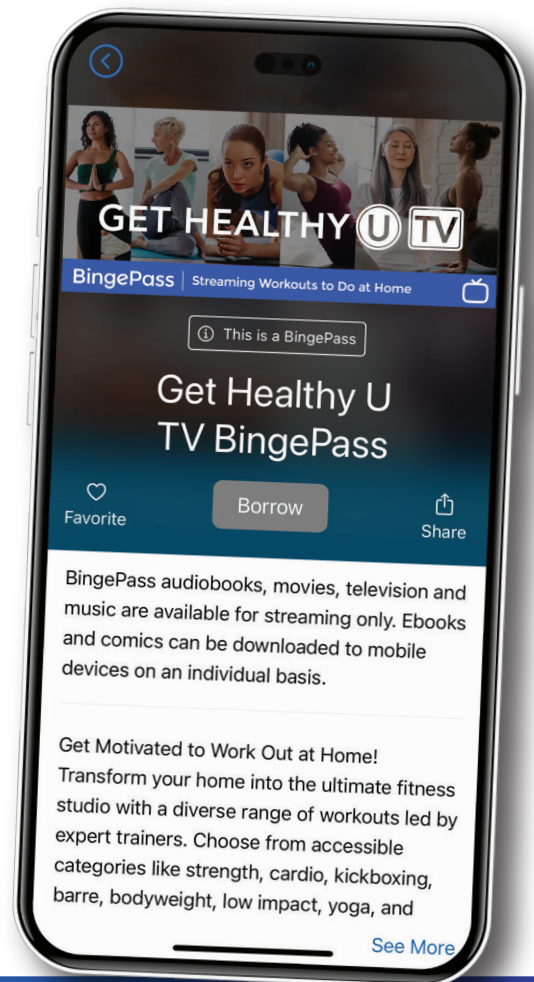 GET HEALTHY U TV
BingePass | Streaming Workouts to Do at Home
This is a BingePass
Get Healthy U
TV BingePass
Favorite
Borrow
Share
BingePass audiobooks, movies, television and
music are available for streaming only. Ebooks
and comics can be downloaded to mobile
devices on an individual basis.
Get Motivated to Work Out at Home!
Transform your home into the ultimate fitness
studio with a diverse range of workouts led by
expert trainers. Choose from accessible
categories like strength, cardio, kickboxing,
barre, bodyweight, low impact, yoga, and
See More